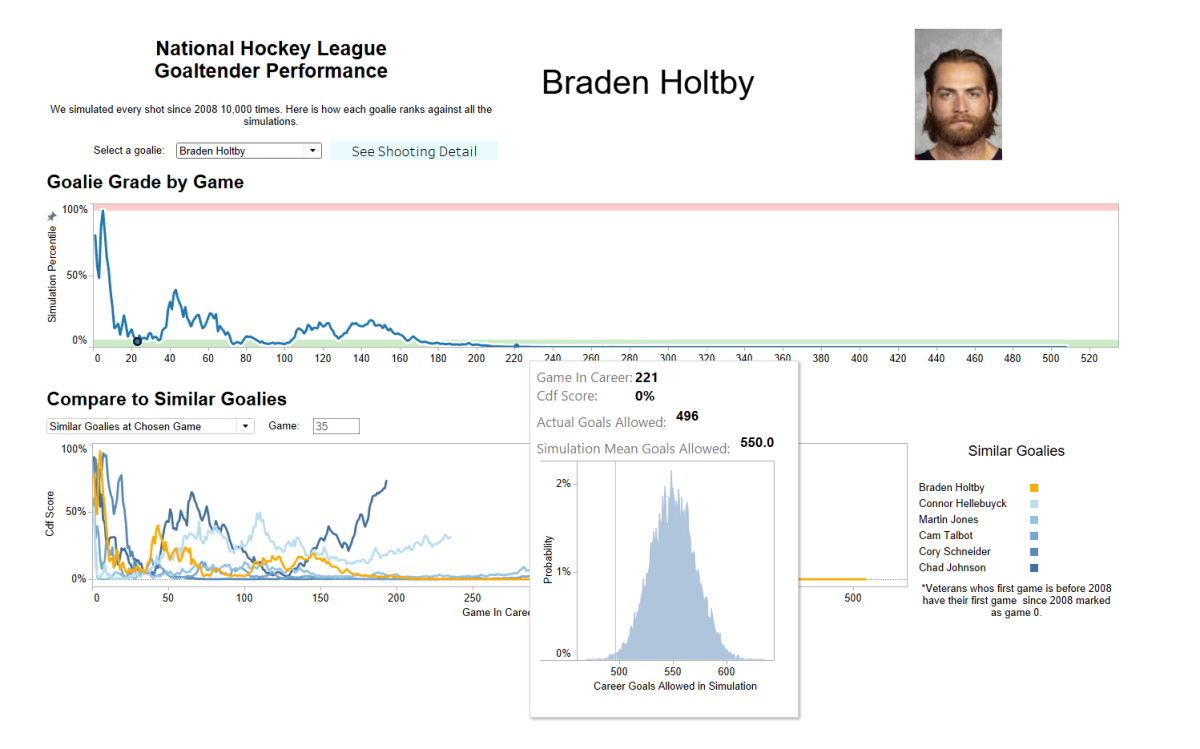 National Hockey League
Goaltender Performance
Braden Holtby
We simulated every shot since 2008 10,000 times. Here is how each goalie ranks against all the
simulations.
Select a goalie: Braden Holtby
See Shooting Detail
Goalie Grade by Game
Simulation Percentile
100%
50%
0%
0 20 40 60 80 100 120 140 160 180 200 220 240 260 280 300 320 340 360 380 400 420 440 460 480 500 520
Game In Career: 221
Cdf Score: 0%
Actual Goals Allowed: 496
Simulation Mean Goals Allowed: 550.0
Probability
2%
1%
0%
500 550 600
Career Goals Allowed in Simulation
Compare to Similar Goalies
Similar Goalies at Chosen Game
Game: 35
Cdf Score
100%
50%
0%
0 50 100 150 200 250 500
Game In Caree
Similar Goalies
Braden Holtby
Connor Hellebuyck
Martin Jones
Cam Talbot
Cory Schneider
Chad Johnson
*Veterans whos first game is before 2008
have their first game since 2008 marked
as game 0.